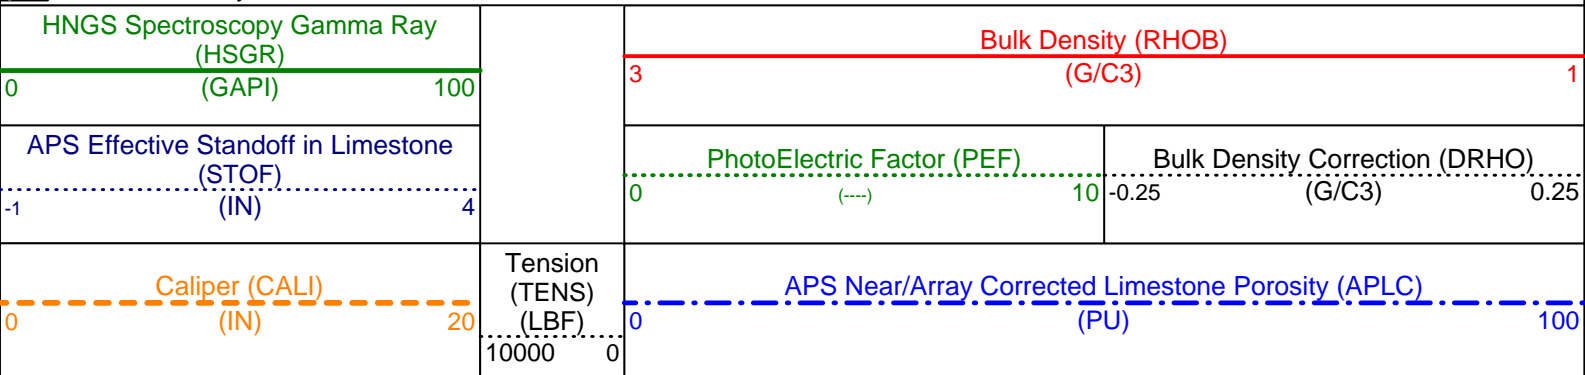 HNGS Spectroscopy Gamma Ray
(HSGR)
0 (GAPI) 100
Bulk Density (RHOB)
3 (G/C3) 1
APS Effective Standoff in Limestone
(STOF)
-1 (IN) 4
PhotoElectric Factor (PEF)
0 (----) 10
Bulk Density Correction (DRHO)
-0.25 (G/C3) 0.25
Caliper (CALI)
0 (IN) 20
Tension
(TENS)
(LBF)
10000 0
APS Near/Array Corrected Limestone Porosity (APLC)
0 (PU) 100